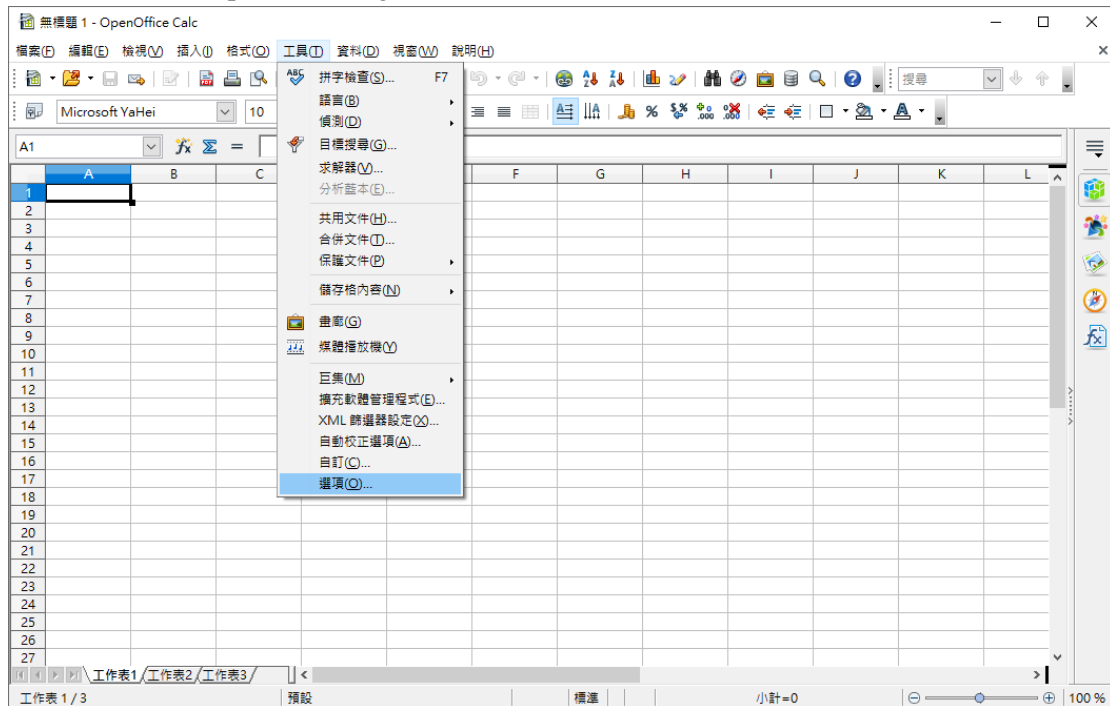 無標題 1 - OpenOffice Calc
檔案(F) 編輯(E) 檢視(V) 插入(I) 格式(O) 工具(T) 資料(D) 視窗(W) 說明(H)
拼字檢查(S)... F7
搜尋
語言(B)
Microsoft YaHei 10
偵測(D)
A1
目標搜尋(G)...
求解器(V)...
A B C F G H I J K L
分析藍本(E)...
1
2
共用文件(H)...
3
合併文件(T)...
4
保護文件(P)
5
6
儲存格內容(N)
7
8
畫廊(G)
9
媒體播放機(Y)
10
11
巨集(M)
12
擴充軟體管理程式(E)...
13
XML 篩選器設定(X)...
14
自動校正選項(A)...
15
自訂(C)...
16
選項(O)...
17
18
19
20
21
22
23
24
25
26
27
工作表1 工作表2 工作表3
工作表 1 / 3 預設 標準 小計=0 100 %